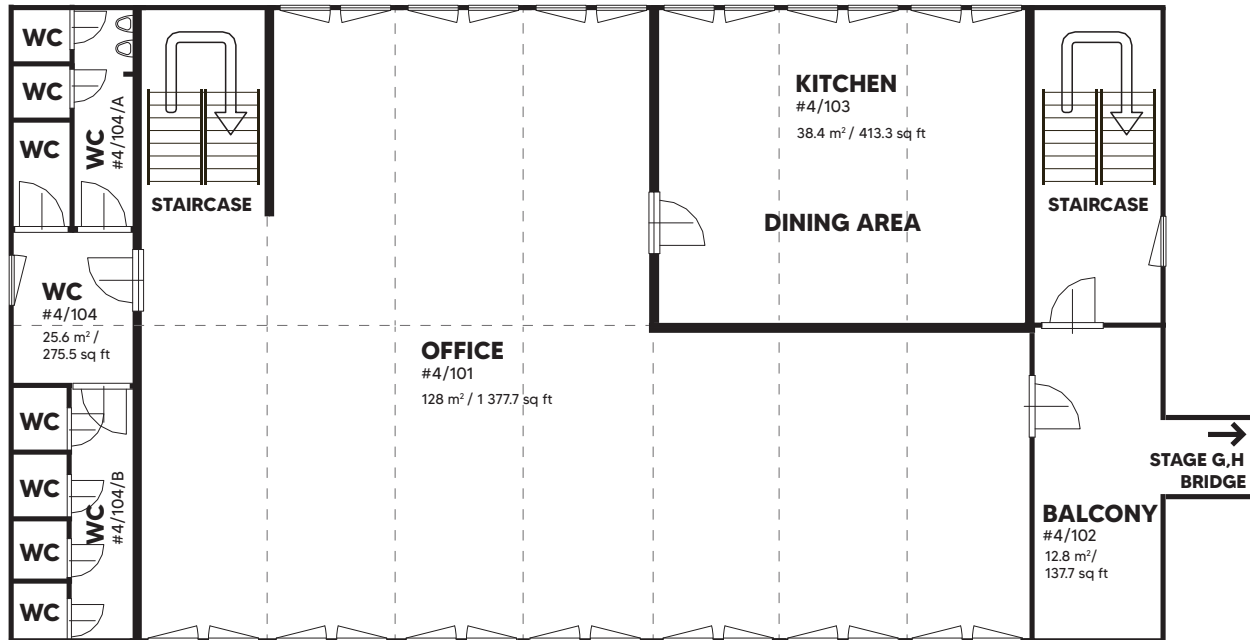 WC
WC
WC
WC
#4/104/A
STAIRCASE
KITCHEN
#4/103
38.4 m² / 413.3 sq ft
DINING AREA
STAIRCASE
WC
#4/104
25.6 m² /
275.5 sq ft
OFFICE
#4/101
128 m² / 1 377.7 sq ft
WC
WC
WC
WC
WC
#4/104/B
STAGE G,H
BRIDGE
BALCONY
#4/102
12.8 m²/
137.7 sq ft